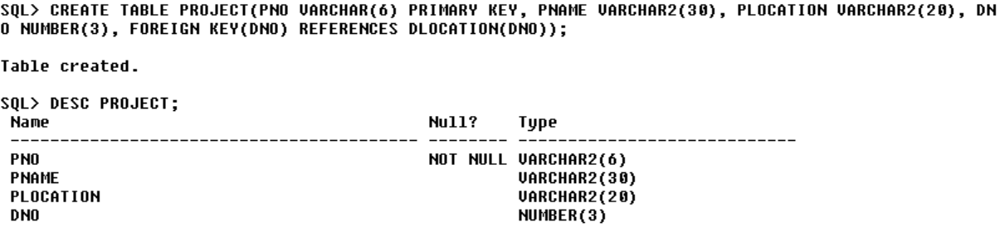 SQL> CREATE TABLE PROJECT(PNO VARCHAR(6) PRIMARY KEY, PNAME VARCHAR2(30), PLOCATION VARCHAR2(20), DN
O NUMBER(3), FOREIGN KEY(DNO) REFERENCES DLOCATION(DNO));
Table created.
SQL> DESC PROJECT;
Name Null? Type
----------------------------------------- -------- ----------------------------
PNO NOT NULL VARCHAR2(6)
PNAME VARCHAR2(30)
PLOCATION VARCHAR2(20)
DNO NUMBER(3)